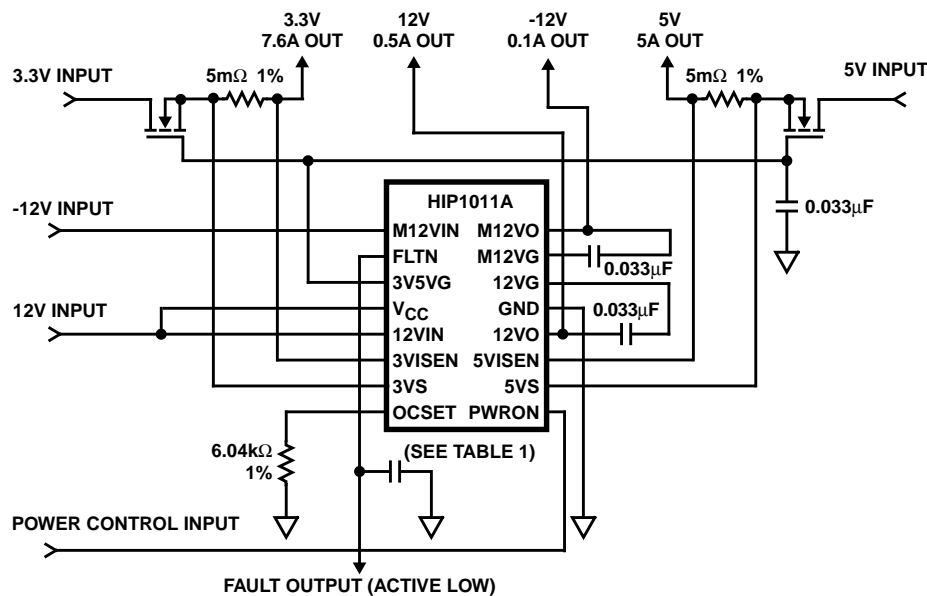 3.3V
7.6A OUT
12V
0.5A OUT
-12V
0.1A OUT
5V
5A OUT
3.3V INPUT
5mΩ 1%
5mΩ 1%
5V INPUT
HIP1011A
-12V INPUT
M12VIN
M12VO
0.033µF
FLTN
M12VG
0.033µF
3V5VG
12VG
12V INPUT
VCC
GND
0.033µF
12VIN
12VO
3VISEN
5VISEN
3VS
5VS
OCSET
PWRON
6.04kΩ
1%
(SEE TABLE 1)
POWER CONTROL INPUT
FAULT OUTPUT (ACTIVE LOW)